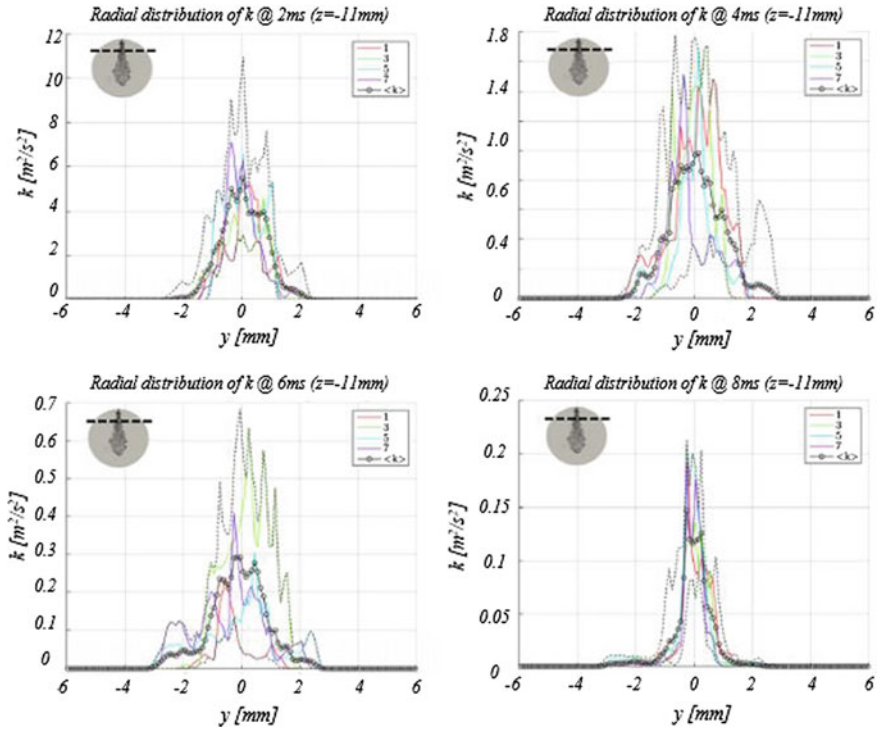 Radial distribution of k @ 2ms (z=-11mm)
12
10
8
6
4
2
0
k [m²/s²]
-6 -4 -2 0 2 4 6
y [mm]
1
3
5
7
<k>
Radial distribution of k @ 4ms (z=-11mm)
1.8
1.4
1.0
0.6
0.4
0
k [m²/s²]
-6 -4 -2 0 2 4 6
y [mm]
1
3
5
7
<k>
Radial distribution of k @ 6ms (z=-11mm)
0.7
0.6
0.5
0.4
0.3
0.2
0.1
0
k [m²/s²]
-6 -4 -2 0 2 4 6
y [mm]
1
3
5
7
<k>
Radial distribution of k @ 8ms (z=-11mm)
0.25
0.2
0.15
0.1
0.05
0
k [m²/s²]
-6 -4 -2 0 2 4 6
y [mm]
1
3
5
7
<k>